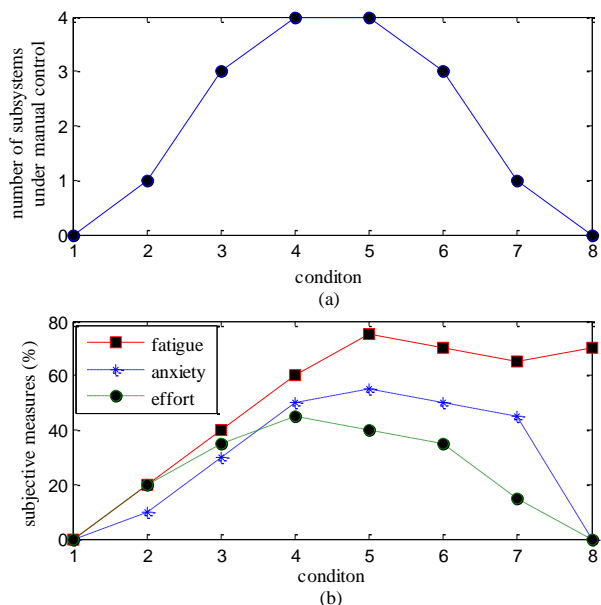 number of subsystems
under manual control
4
3
2
1
0
1 2 3 4 5 6 7 8
conditon
(a)
subjective measures (%)
80
60
40
20
0
fatigue
anxiety
effort
1 2 3 4 5 6 7 8
conditon
(b)